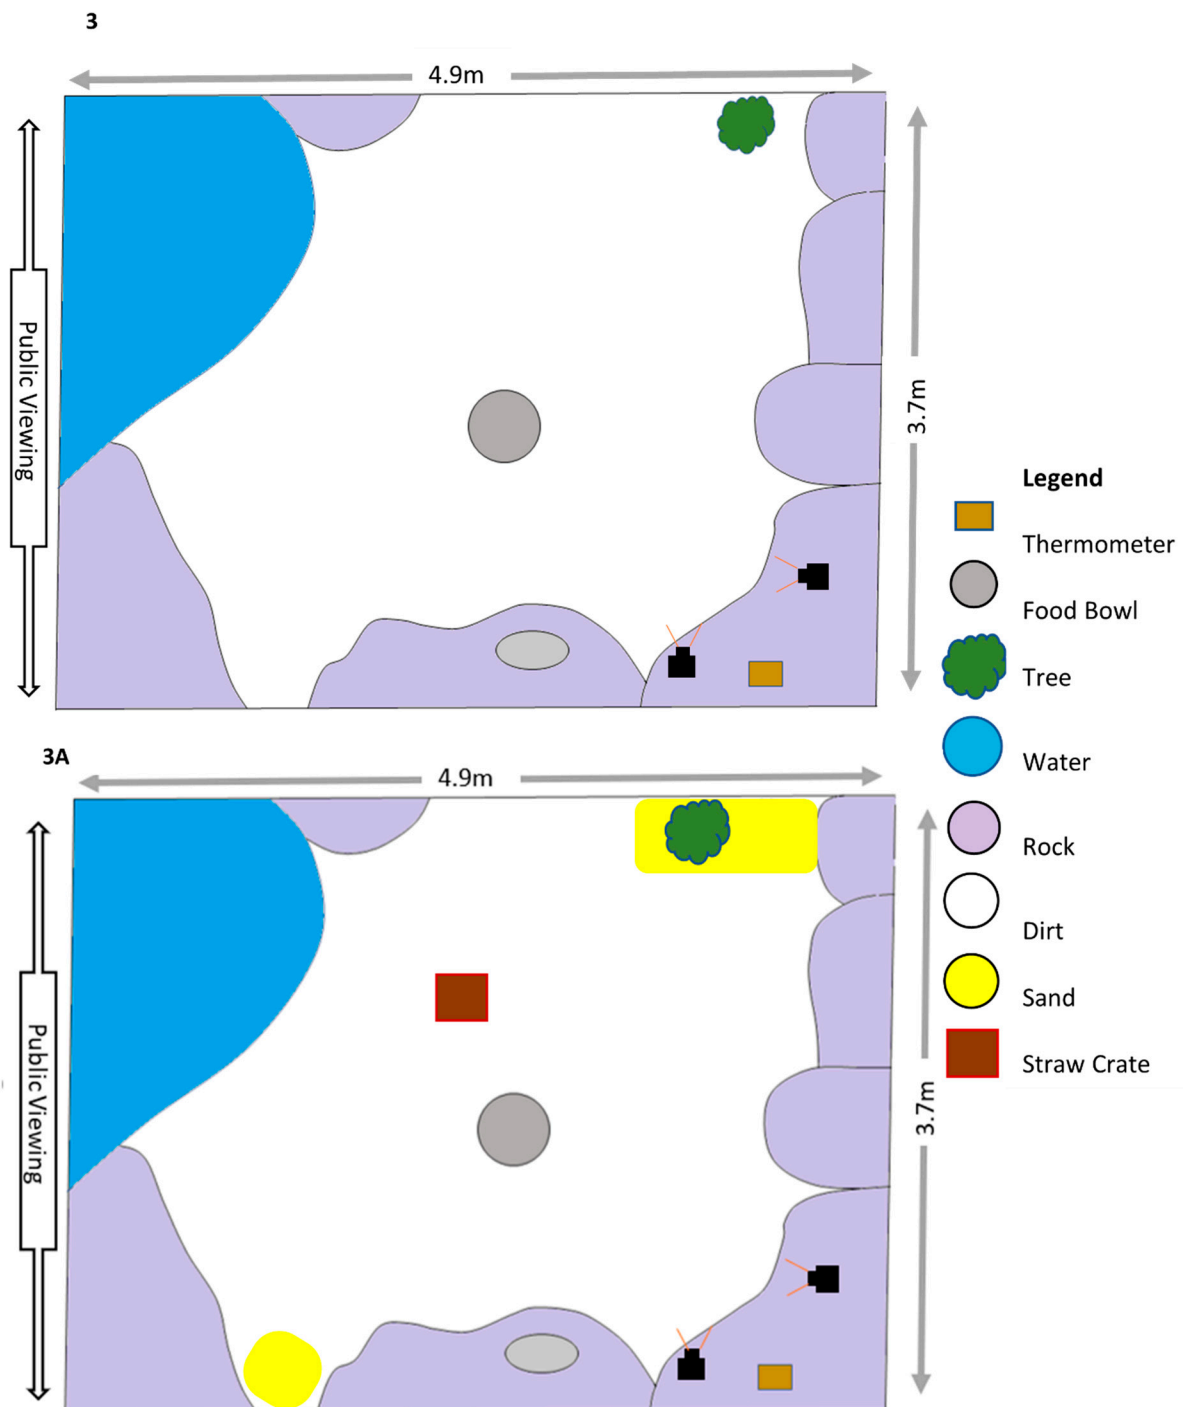 3
4.9m
Public Viewing
3.7m
Legend
Thermometer
Food Bowl
Tree
Water
Rock
Dirt
Sand
Straw Crate
3A
4.9m
Public Viewing
3.7m